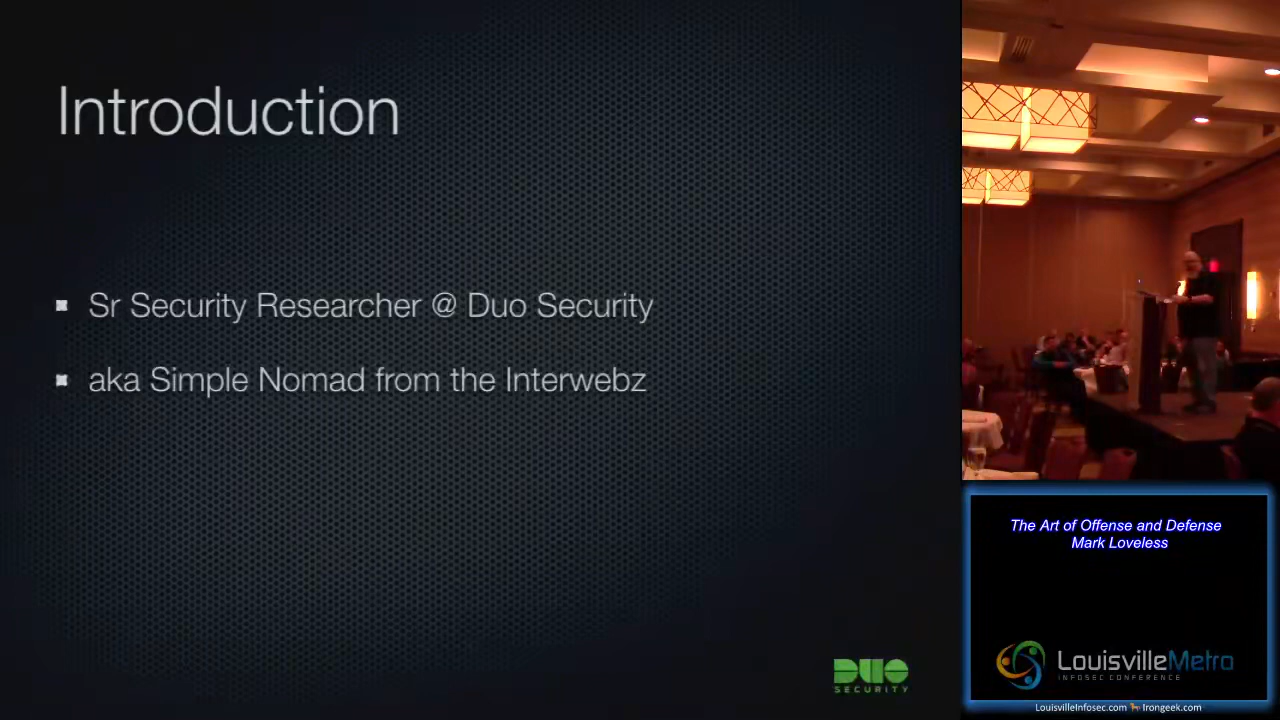 Introduction
Sr Security Researcher @ Duo Security
aka Simple Nomad from the Interwebz
DUO
SECURITY
The Art of Offense and Defense
Mark Loveless
LouisvilleMetro
INFOSEC CONFERENCE
LouisvilleInfosec.com Irongeek.com